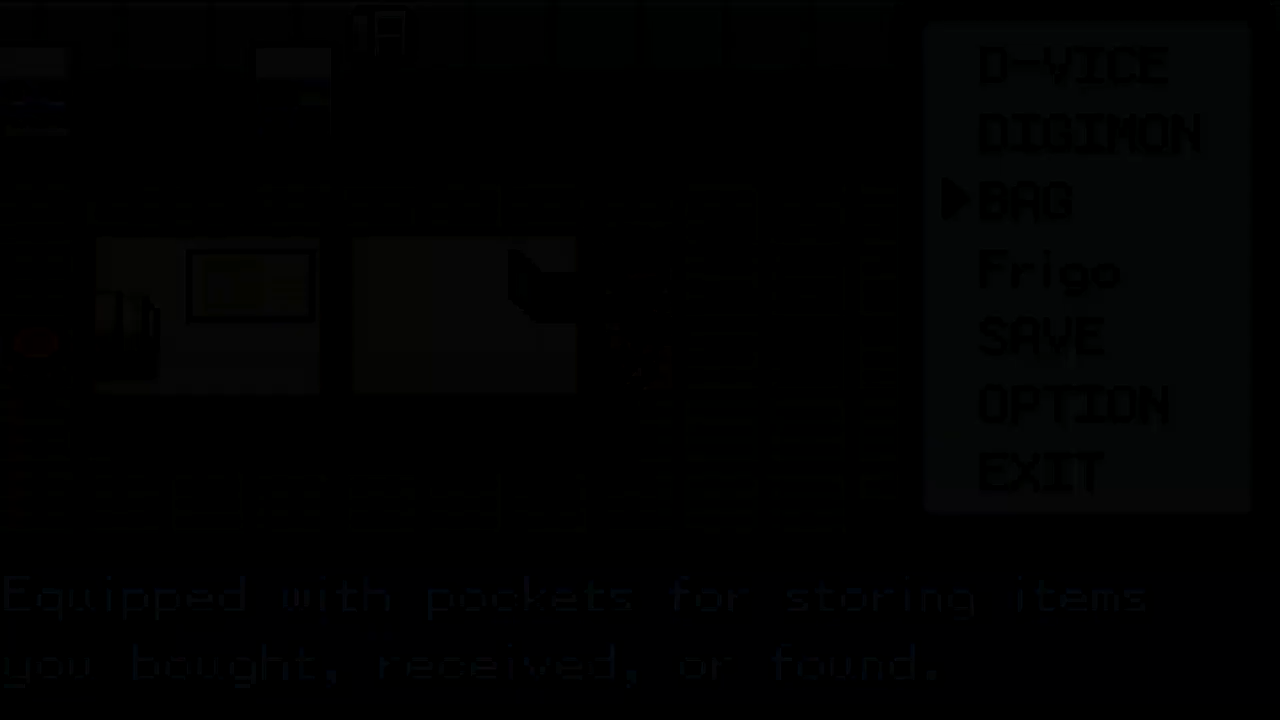 D-VICE
DIGIMON
BAG
Frigo
SAVE
OPTION
EXIT
Equipped with pockets for storing items
you bought, received, or found.